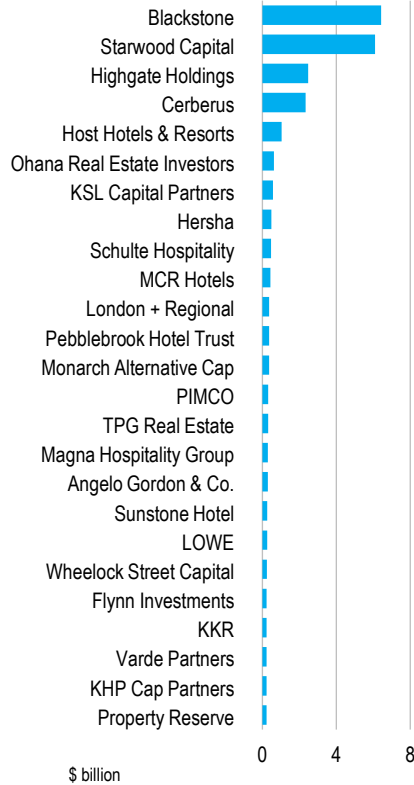 Blackstone
Starwood Capital
Highgate Holdings
Cerberus
Host Hotels & Resorts
Ohana Real Estate Investors
KSL Capital Partners
Hersha
Schulte Hospitality
MCR Hotels
London + Regional
Pebblebrook Hotel Trust
Monarch Alternative Cap
PIMCO
TPG Real Estate
Magna Hospitality Group
Angelo Gordon & Co.
Sunstone Hotel
LOWE
Wheelock Street Capital
Flynn Investments
KKR
Varde Partners
KHP Cap Partners
Property Reserve
0 4 8
$ billion